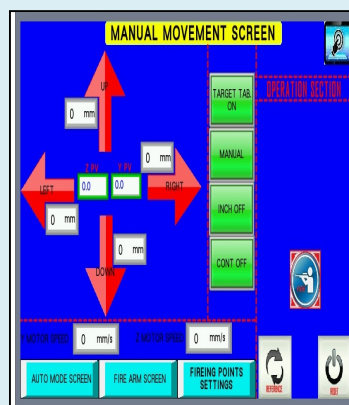 MANUAL MOVEMENT SCREEN
UP
0 mm
TARGET TAB.
ON
OPERATION SECTION
MANUAL
Z PV
Y PV
0 mm
0.0
0.0
LEFT
RIGHT
0 mm
INCH OFF
0 mm
DOWN
CONT OFF
Y MOTOR SPEED
0 mm/s
Z MOTOR SPEED
0 mm/s
AUTO MODE SCREEN
FIRE ARM SCREEN
FIREING POINTS
SETTINGS
REFERENCE
RESET